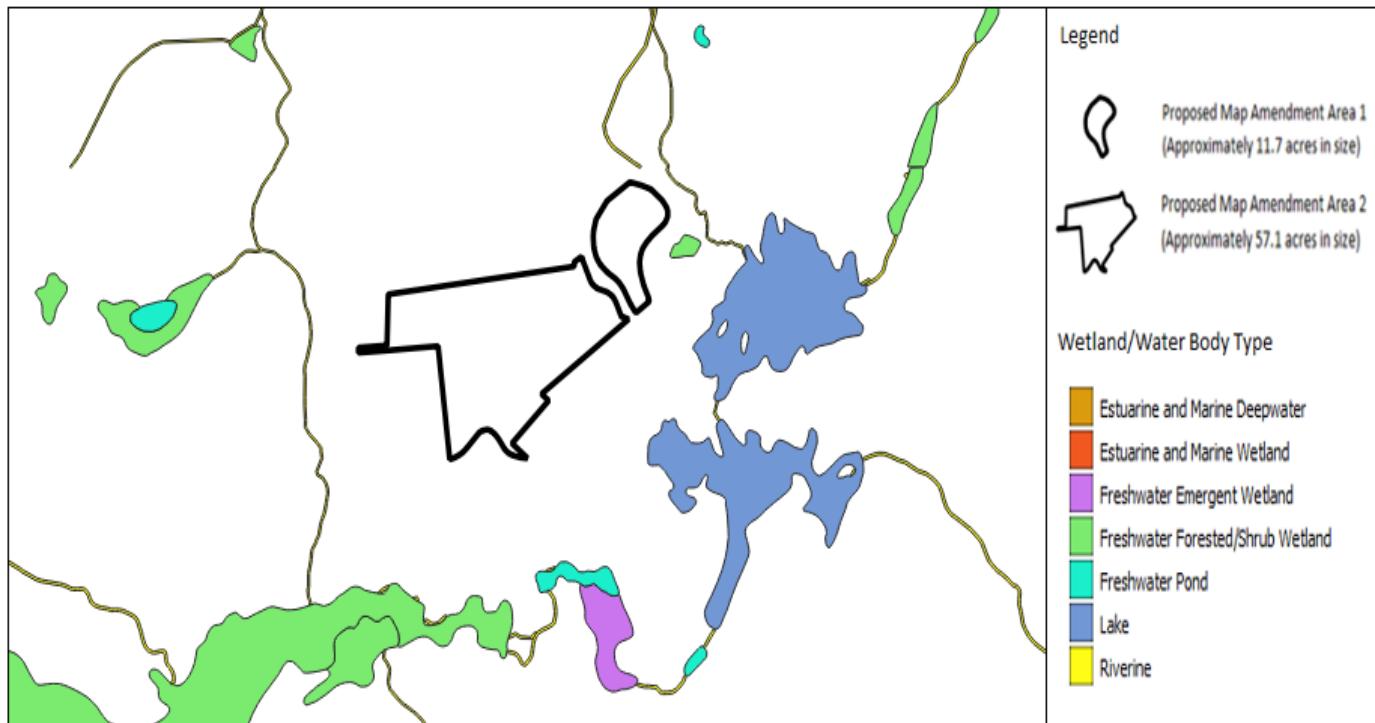 Legend
Proposed Map Amendment Area 1
(Approximately 11.7 acres in size)
Proposed Map Amendment Area 2
(Approximately 57.1 acres in size)
Wetland/Water Body Type
Estuarine and Marine Deepwater
Estuarine and Marine Wetland
Freshwater Emergent Wetland
Freshwater Forested/Shrub Wetland
Freshwater Pond
Lake
Riverine